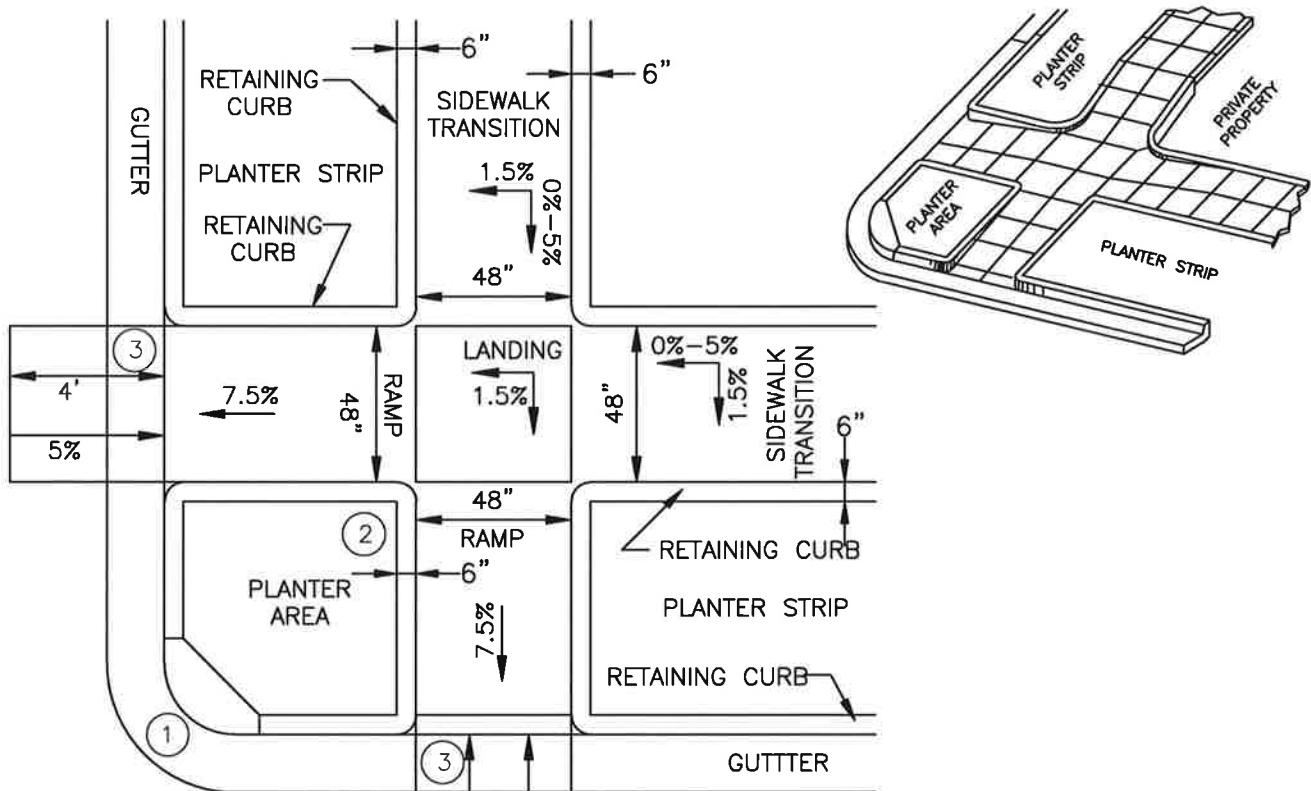 6"
RETAINING
CURB
6"
SIDEWALK
TRANSITION
GUTTER
PLANTER STRIP
1.5%
0%-5%
RETAINING
CURB
48"
PLANTER
STRIP
PRIVATE
PROPERTY
PLANTER
AREA
PLANTER STRIP
3
LANDING
0%-5%
4'
7.5%
48"
RAMP
1.5%
48"
1.5%
SIDEWALK
TRANSITION
6"
5%
48"
2
RAMP
RETAINING CURB
6"
PLANTER
AREA
PLANTER STRIP
7.5%
RETAINING CURB
1
3
GUTTTER